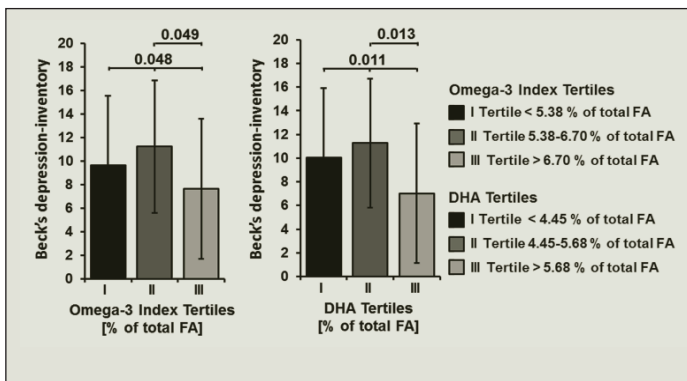 0.049
0.048
20
18
16
14
12
10
8
6
4
2
0
Beck's depression-inventory
I II III
Omega-3 Index Tertiles
[% of total FA]
0.013
0.011
20
18
16
14
12
10
8
6
4
2
0
Beck's depression-inventory
I II III
DHA Tertiles
[% of total FA]
Omega-3 Index Tertiles
I Tertile < 5.38 % of total FA
II Tertile 5.38-6.70 % of total FA
III Tertile > 6.70 % of total FA
DHA Tertiles
I Tertile < 4.45 % of total FA
II Tertile 4.45-5.68 % of total FA
III Tertile > 5.68 % of total FA